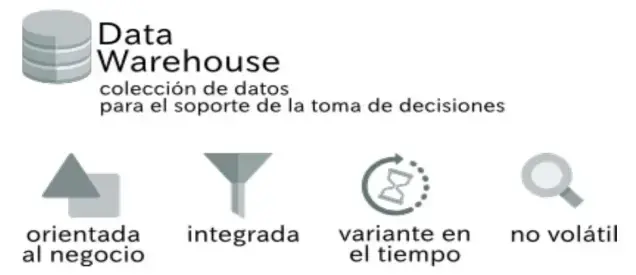 Data
Warehouse
colección de datos
para el soporte de la toma de decisiones
orientada
al negocio
integrada
variante en
el tiempo
no volátil